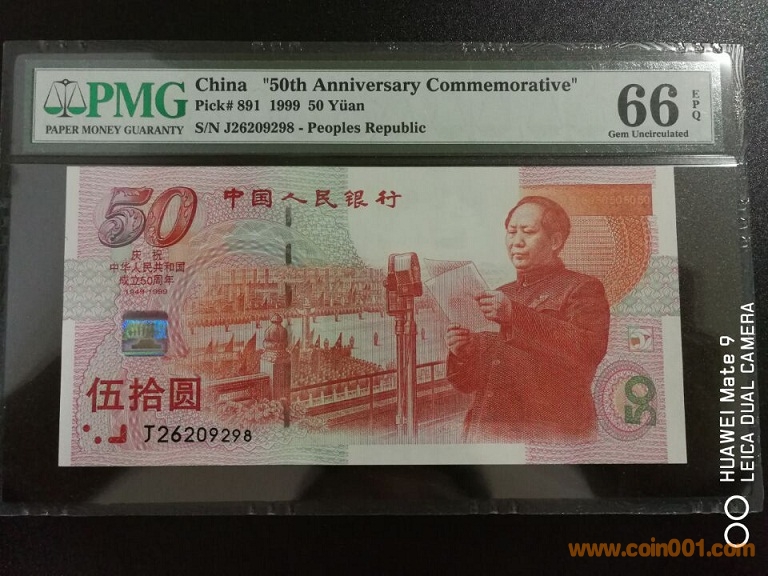 PMG
PAPER MONEY GUARANTY
China "50th Anniversary Commemorative"
Pick# 891 1999 50 Yüan
S/N J26209298 - Peoples Republic
66 EPQ
Gem Uncirculated
50
中国人民银行
庆祝
中华人民共和国
成立50周年
1949-1999
伍拾圆
J26209298
50
HUAWEI Mate 9
LEICA DUAL CAMERA
www.coin001.com